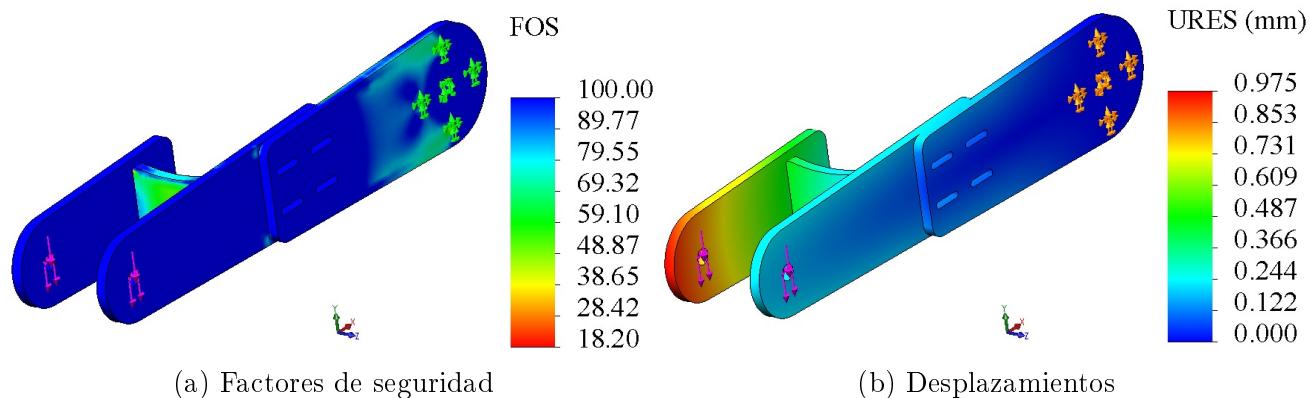 FOS
100.00
89.77
79.55
69.32
59.10
48.87
38.65
28.42
18.20
URES (mm)
0.975
0.853
0.731
0.609
0.487
0.366
0.244
0.122
0.000
Y
X
Z
Y
X
Z
(a) Factores de seguridad
(b) Desplazamientos